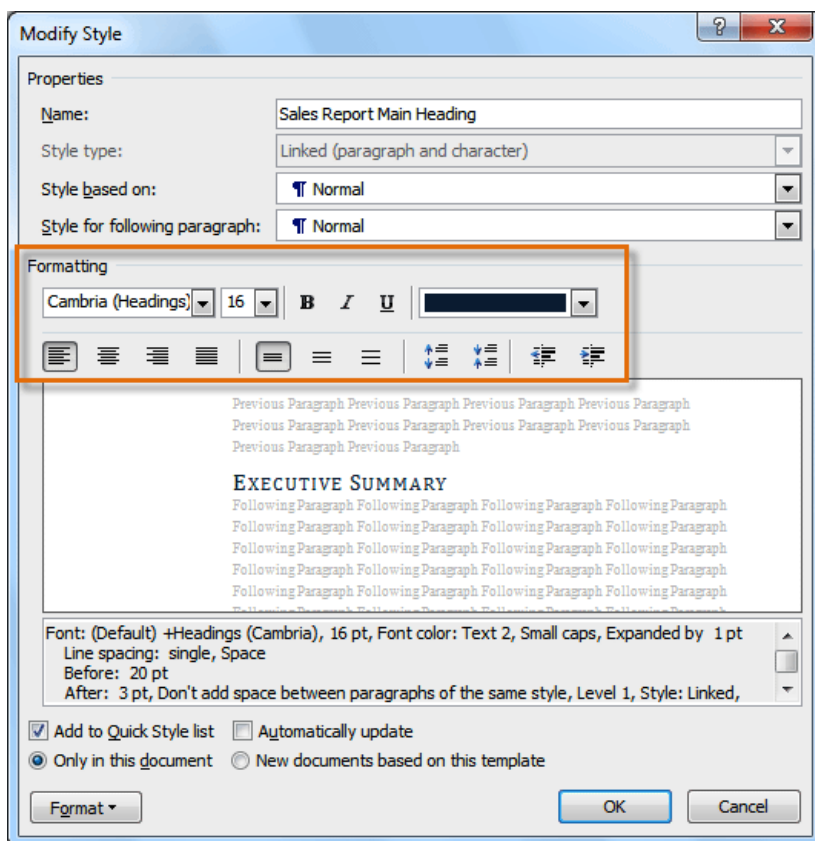 Modify Style
Properties
Name: Sales Report Main Heading
Style type: Linked (paragraph and character)
Style based on: ¶ Normal
Style for following paragraph: ¶ Normal
Formatting
Cambria (Headings) 16 B I U
Previous Paragraph Previous Paragraph Previous Paragraph Previous Paragraph
Previous Paragraph Previous Paragraph Previous Paragraph Previous Paragraph
Previous Paragraph Previous Paragraph
EXECUTIVE SUMMARY
Following Paragraph Following Paragraph Following Paragraph Following Paragraph
Following Paragraph Following Paragraph Following Paragraph Following Paragraph
Following Paragraph Following Paragraph Following Paragraph Following Paragraph
Following Paragraph Following Paragraph Following Paragraph Following Paragraph
Following Paragraph Following Paragraph Following Paragraph Following Paragraph
Font: (Default) +Headings (Cambria), 16 pt, Font color: Text 2, Small caps, Expanded by 1 pt
Line spacing: single, Space
Before: 20 pt
After: 3 pt, Don't add space between paragraphs of the same style, Level 1, Style: Linked,
Add to Quick Style list Automatically update
Only in this document New documents based on this template
Format OK Cancel